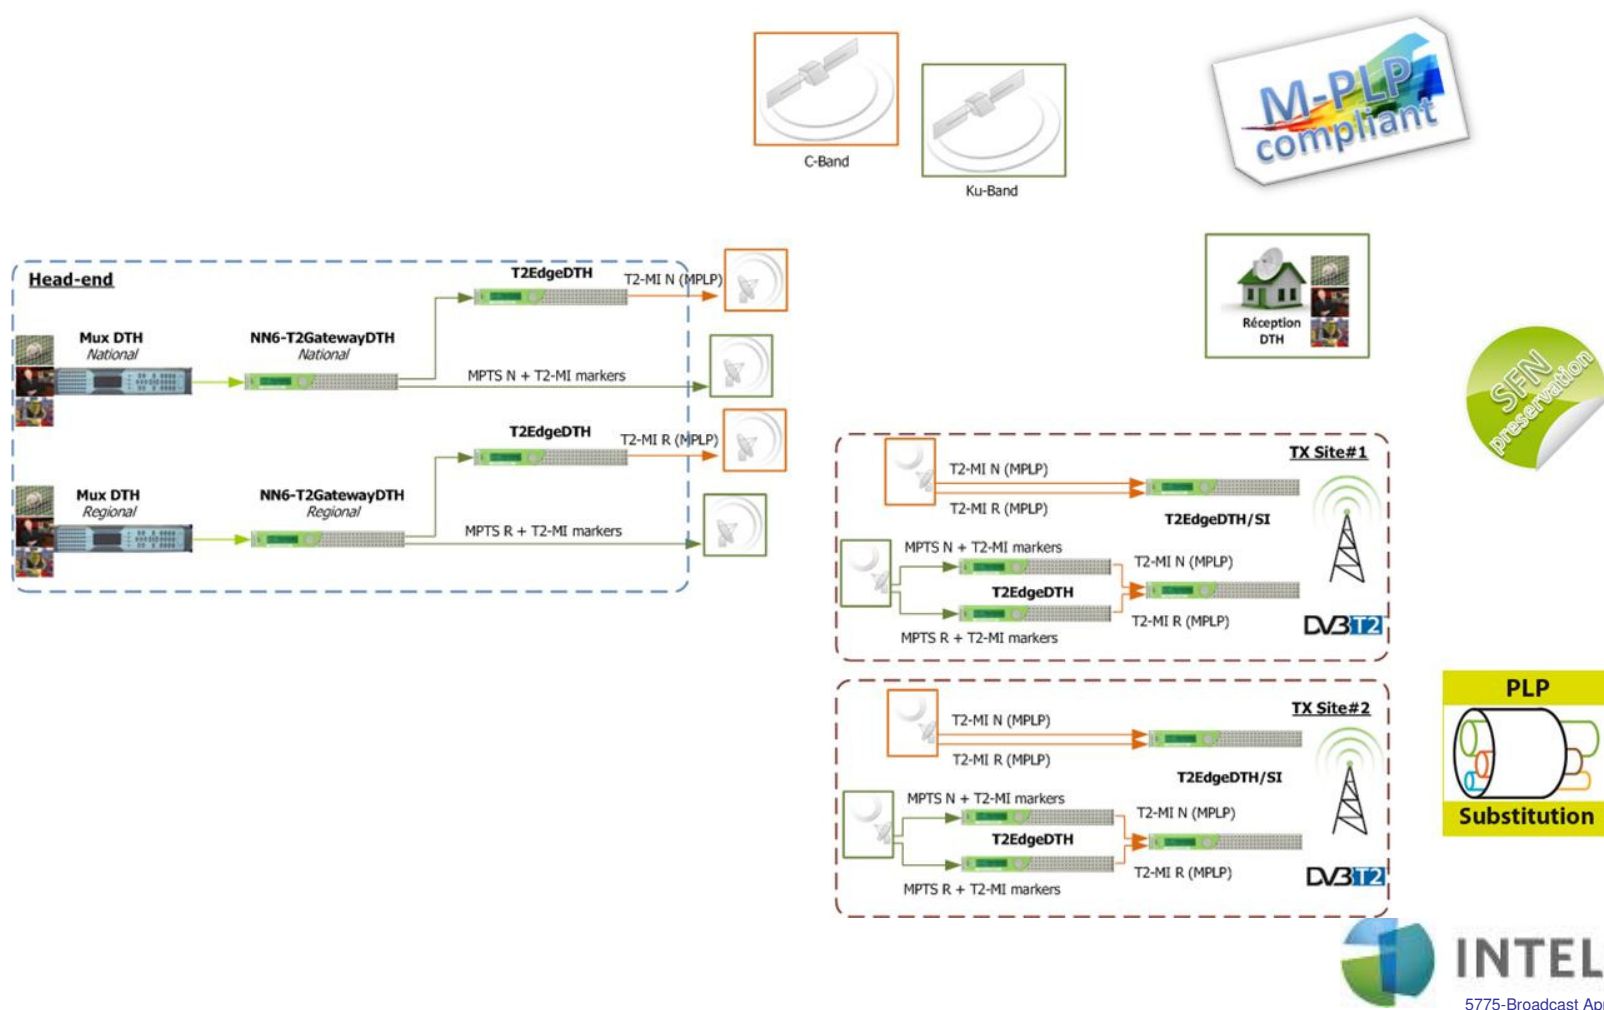 M-PLP
compliant
C-Band
Ku-Band
Head-end
T2EdgeDTH
T2-MI N (MPLP)
Mux DTH
National
NN6-T2GatewayDTH
National
MPTS N + T2-MI markers
T2EdgeDTH
T2-MI R (MPLP)
Mux DTH
Regional
NN6-T2GatewayDTH
Regional
MPTS R + T2-MI markers
Réception
DTH
SFN
preservation
TX Site#1
T2-MI N (MPLP)
T2-MI R (MPLP)
T2EdgeDTH/SI
MPTS N + T2-MI markers
T2-MI N (MPLP)
T2EdgeDTH
T2-MI R (MPLP)
MPTS R + T2-MI markers
DVB T2
TX Site#2
T2-MI N (MPLP)
T2-MI R (MPLP)
T2EdgeDTH/SI
MPTS N + T2-MI markers
T2-MI N (MPLP)
T2EdgeDTH
T2-MI R (MPLP)
MPTS R + T2-MI markers
DVB T2
PLP
Substitution
INTEL
5775-Broadcast Ap